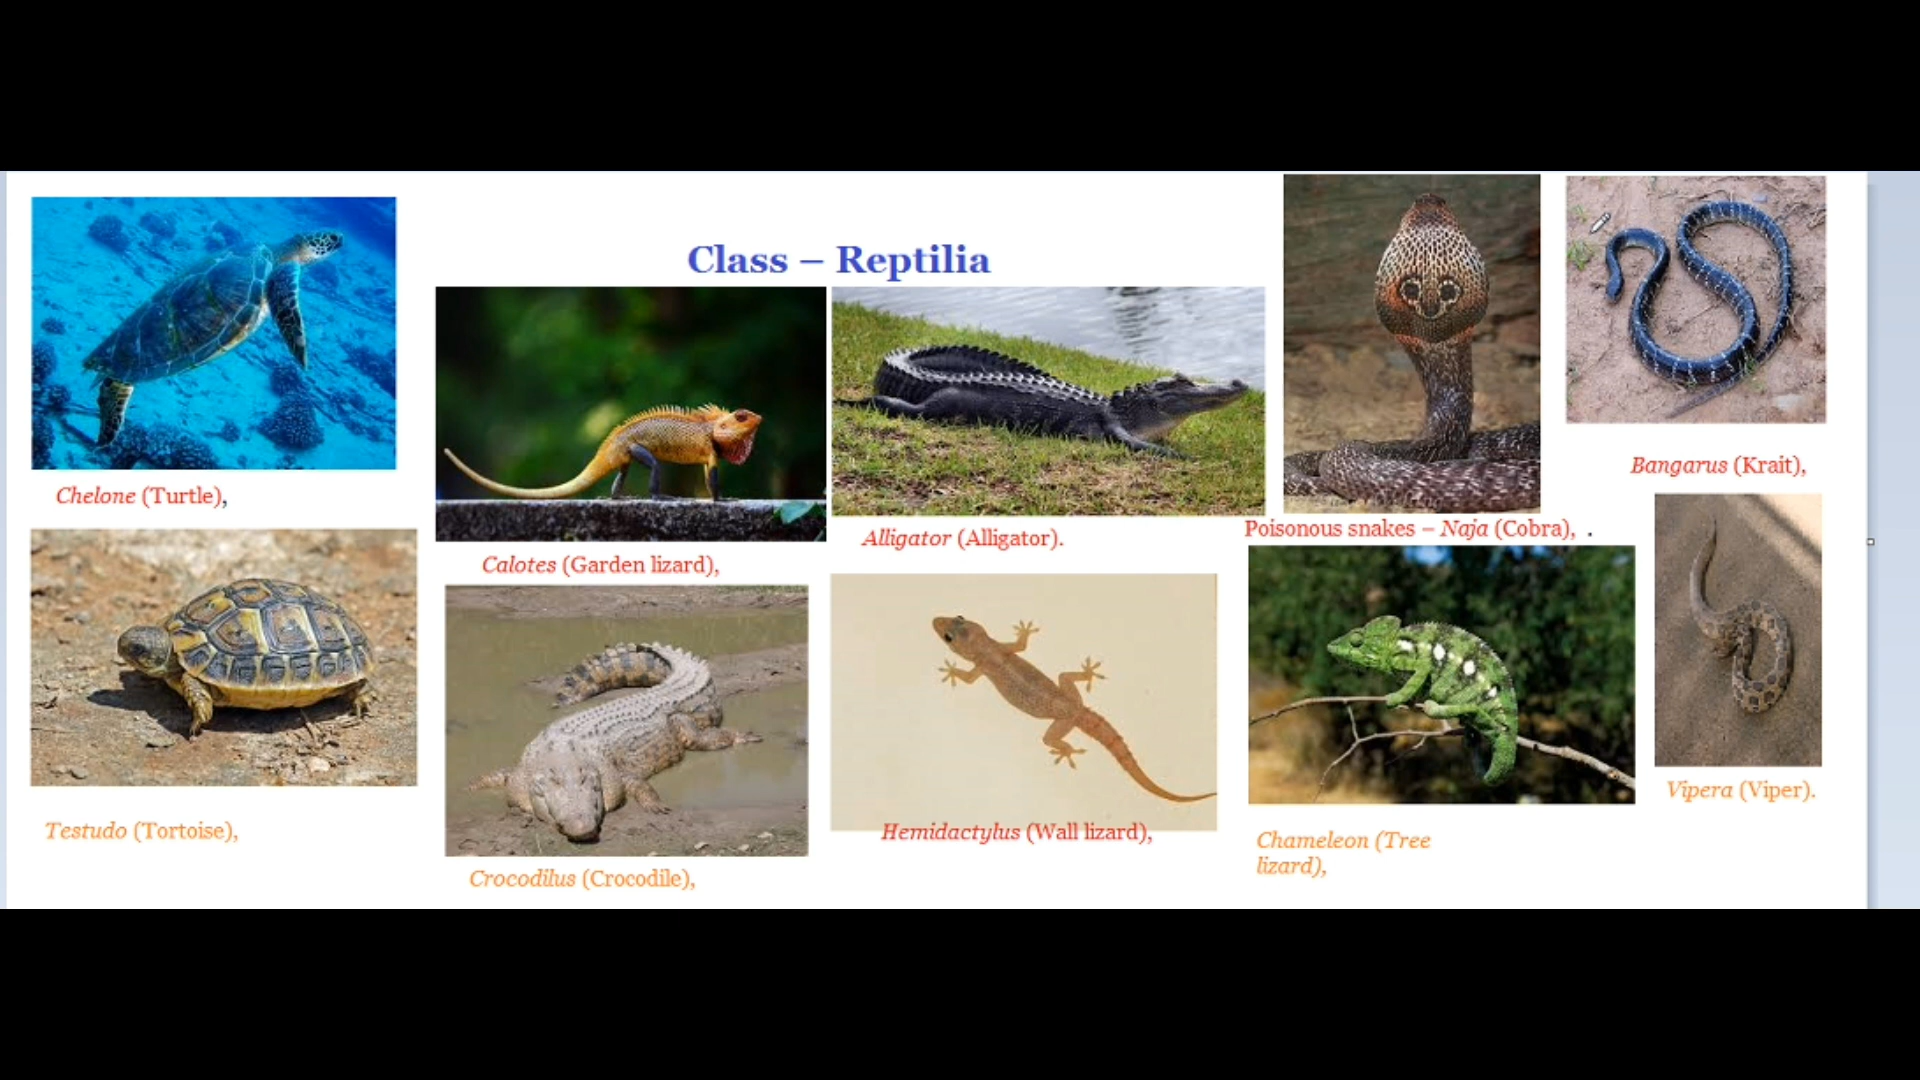 Class – Reptilia
Chelone (Turtle),
Calotes (Garden lizard),
Alligator (Alligator).
Poisonous snakes – Naja (Cobra), .
Bangarus (Krait),
Testudo (Tortoise),
Crocodilus (Crocodile),
Hemidactylus (Wall lizard),
Chameleon (Tree
lizard),
Vipera (Viper).